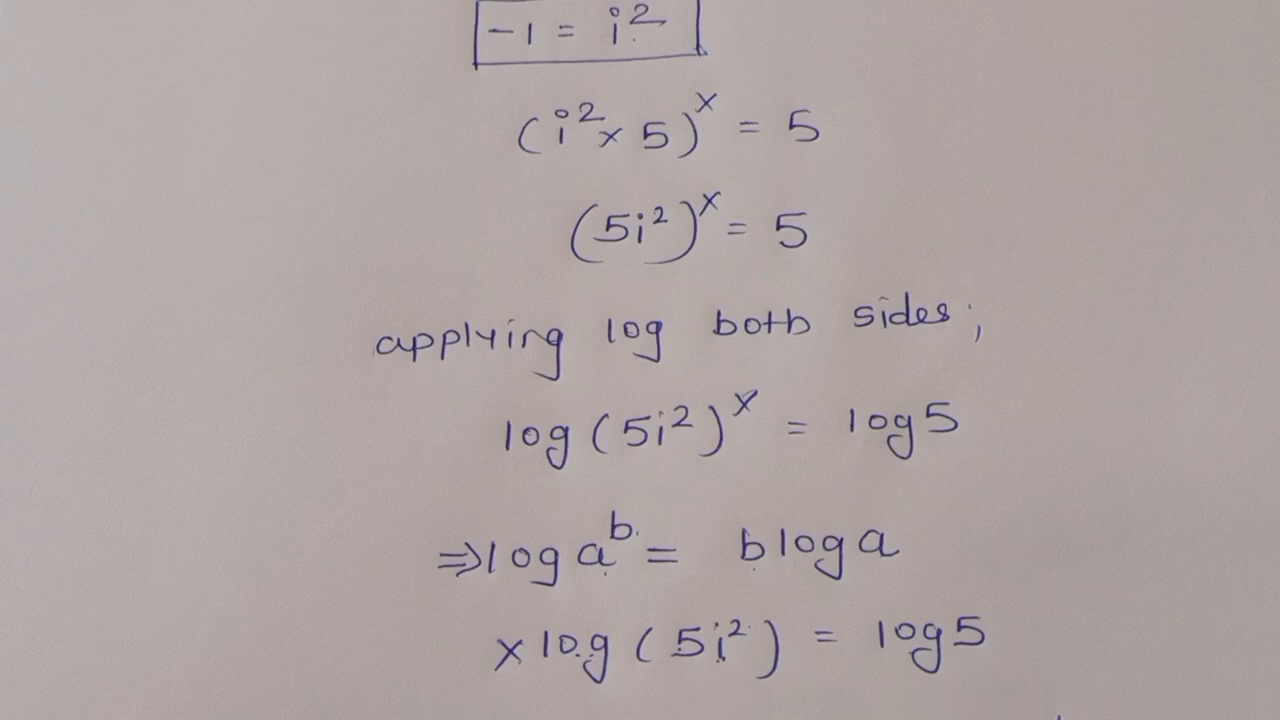 -1 = i²
(i² × 5)ˣ = 5
(5i²)ˣ = 5
applying log both sides;
log (5i²)ˣ = log 5
⇒ log aᵇ = b log a
x log (5i²) = log 5